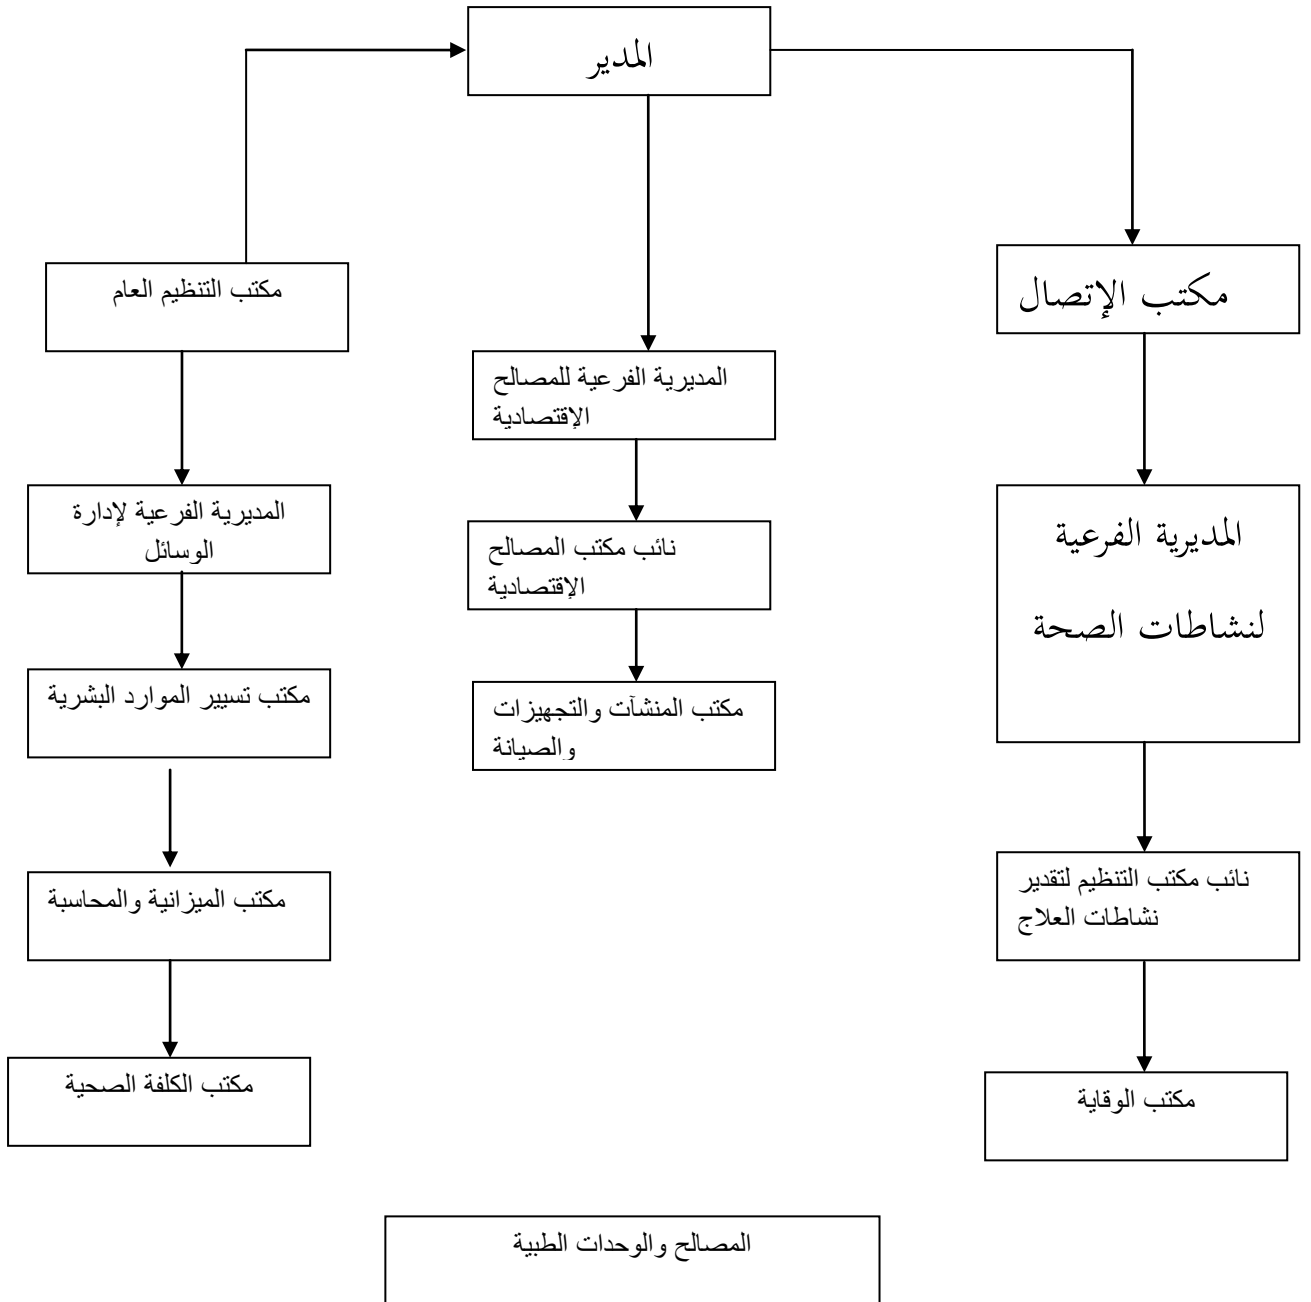 المدير
مكتب الإتصال
مكتب التنظيم العام
المديرية الفرعية للمصالح
الإقتصادية
المديرية الفرعية
لنشاطات الصحة
المديرية الفرعية لإدارة
الوسائل
نائب مكتب المصالح
الإقتصادية
مكتب تسيير الموارد البشرية
مكتب المنشآت والتجهيزات
والصيانة
نائب مكتب التنظيم لتقدير
نشاطات العلاج
مكتب الميزانية والمحاسبة
مكتب الكلفة الصحية
مكتب الوقاية
المصالح والوحدات الطبية